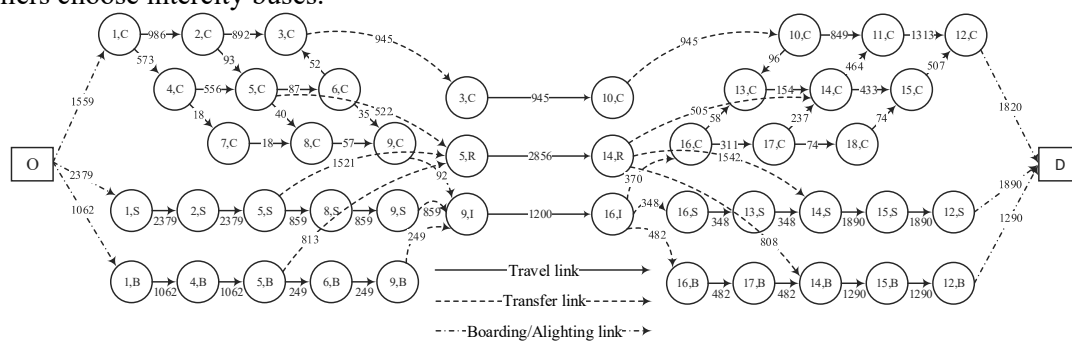 ners choose intercity buses.
1,C 986 2,C 892 3,C 945
573 93 52
4,C 556 5,C 87 6,C 522
18 40 35
7,C 18 8,C 57 9,C
1559
O
2379
1062
1521
813
92
1,S 2379 2,S 2379 5,S 859 8,S 859 9,S 859
249
1,B 1062 4,B 1062 5,B 249 6,B 249 9,B
3,C 945 10,C
5,R 2856 14,R
9,I 1200 16,I
945 10,C 849 11,C 1313 12,C
96 464 507
505 13,C 154 14,C 433 15,C
58 237 74
16,C 311 17,C 74 18,C
370 1542
348 16,S 348 13,S 348 14,S 1890 15,S 1890 12,S
482 808
16,B 482 17,B 482 14,B 1290 15,B 1290 12,B
1820
D
1890
1290
Travel link
Transfer link
Boarding/Alighting link